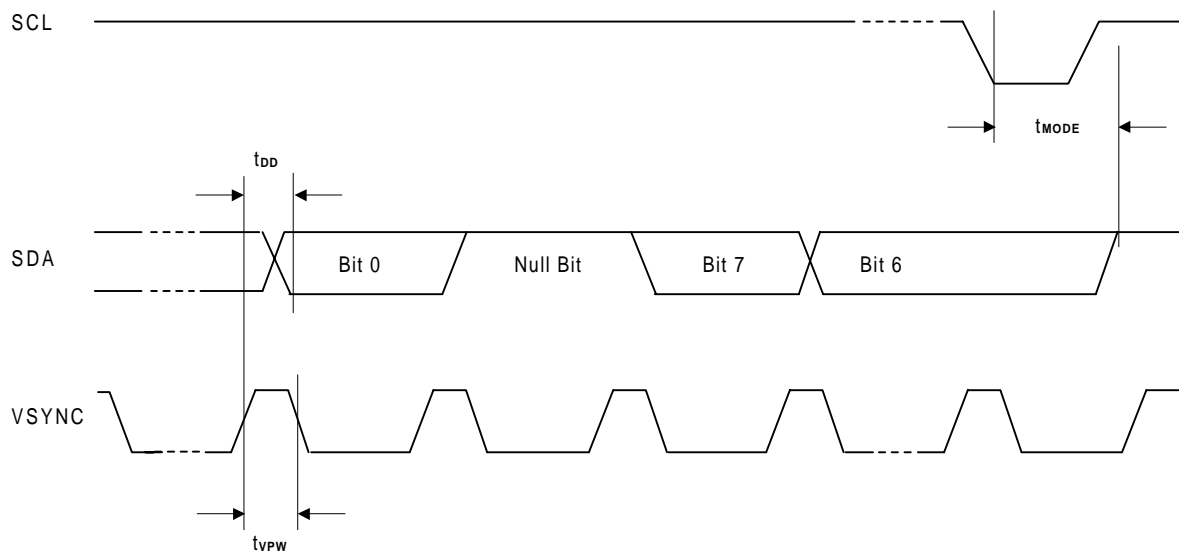 SCL
tMODE
tDD
SDA
Bit 0
Null Bit
Bit 7
Bit 6
VSYNC
tVPW